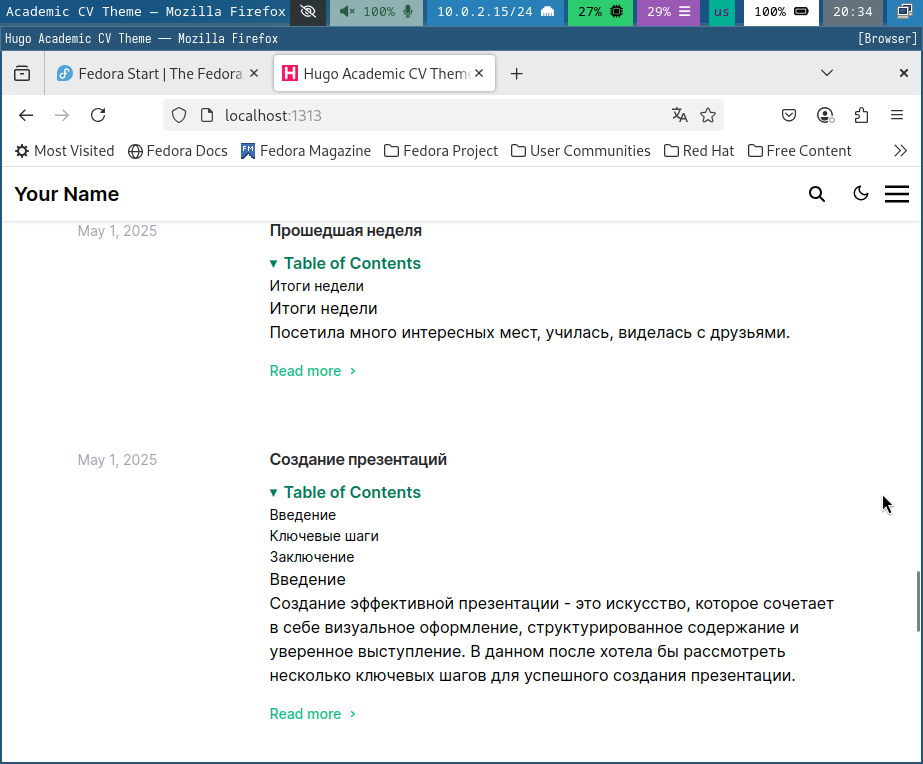 Academic CV Theme — Mozilla Firefox 100% 10.0.2.15/24 27% 29% us 100% 20:34
Hugo Academic CV Theme — Mozilla Firefox [Browser]
Fedora Start | The Fedora Hugo Academic CV Them
localhost:1313
Most Visited Fedora Docs Fedora Magazine Fedora Project User Communities Red Hat Free Content
Your Name
May 1, 2025 Прошедшая неделя
Table of Contents
Итоги недели
Итоги недели
Посетила много интересных мест, училась, виделась с друзьями.
Read more
May 1, 2025 Создание презентаций
Table of Contents
Введение
Ключевые шаги
Заключение
Введение
Создание эффективной презентации - это искусство, которое сочетает
в себе визуальное оформление, структурированное содержание и
уверенное выступление. В данном после хотела бы рассмотреть
несколько ключевых шагов для успешного создания презентации.
Read more